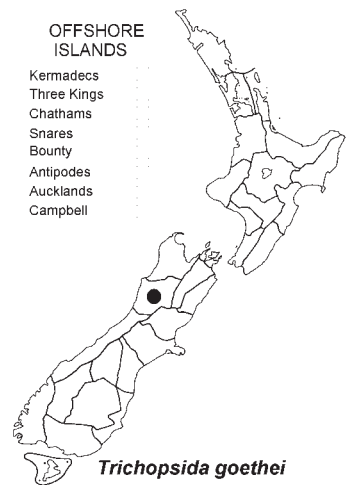 OFFSHORE
ISLANDS
Kermadecs
Three Kings
Chathams
Snares
Bounty
Antipodes
Aucklands
Campbell
Trichopsida goethei